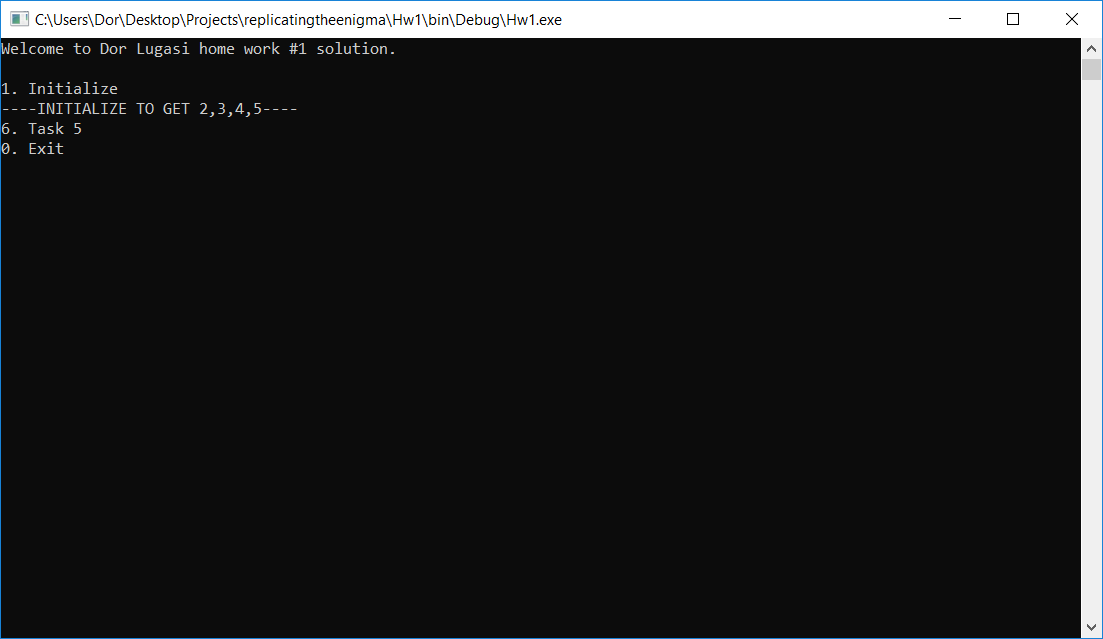 C:\Users\Dor\Desktop\Projects\replicatingtheenigma\Hw1\bin\Debug\Hw1.exe
Welcome to Dor Lugasi home work #1 solution.
1. Initialize
----INITIALIZE TO GET 2,3,4,5----
6. Task 5
0. Exit